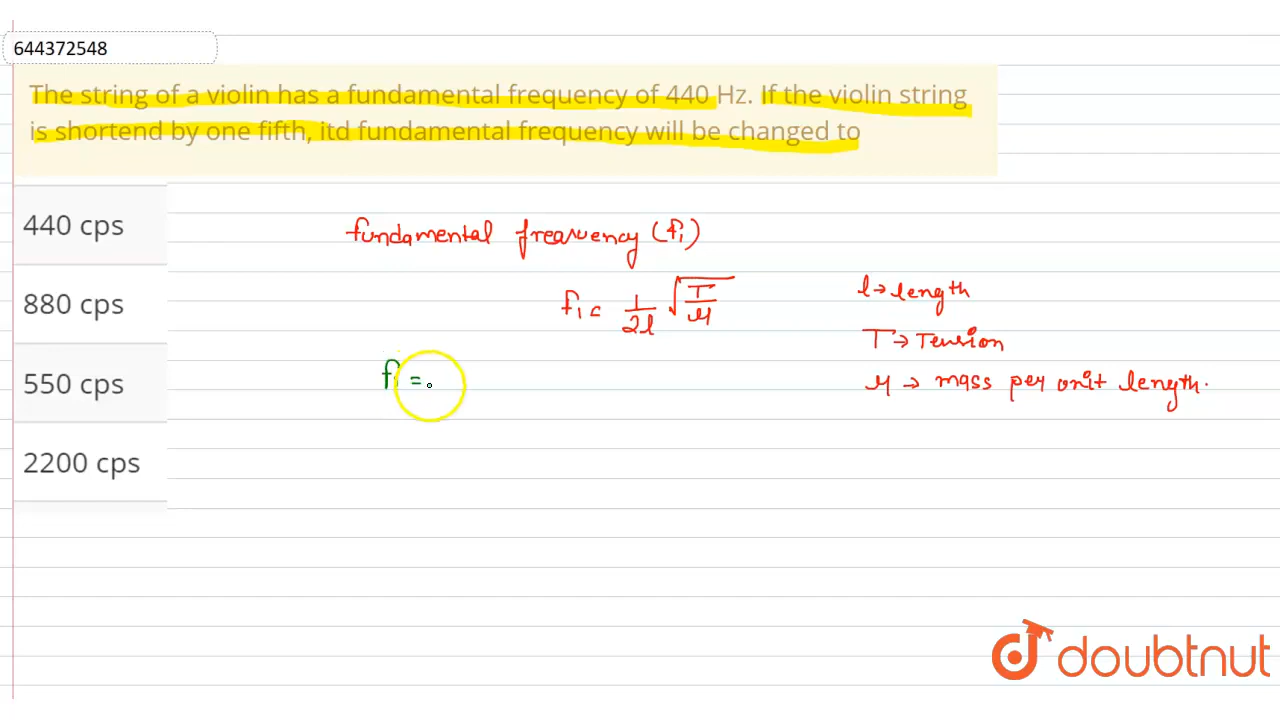 644372548
The string of a violin has a fundamental frequency of 440 Hz. If the violin string
is shortend by one fifth, itd fundamental frequency will be changed to
440 cps
880 cps
550 cps
2200 cps
fundamental frequency (f₁)
f₁ = 1/2l √T/μ
l → length
T → Tension
μ → mass per unit length.
f₁ =
doubtnut